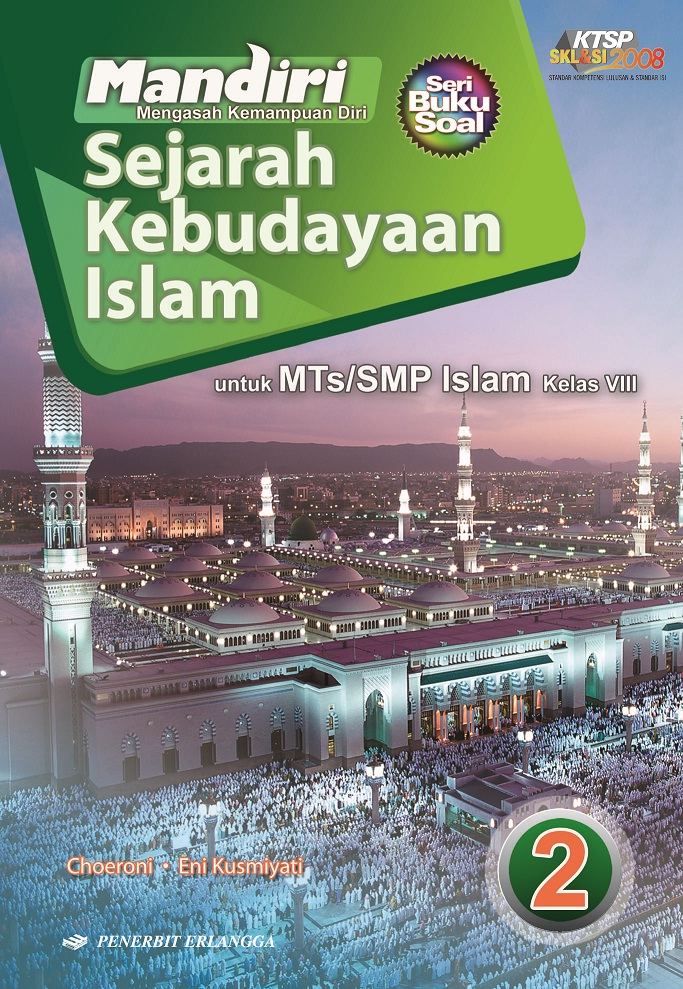 KTSP
SKL&SI 2008
STANDAR KOMPETENSI LULUSAN & STANDAR ISI
Mandiri
Mengasah Kemampuan Diri
Seri
Buku
Soal
Sejarah
Kebudayaan
Islam
untuk MTs/SMP Islam Kelas VIII
Choeroni • Eni Kusmiyati
2
PENERBIT ERLANGGA